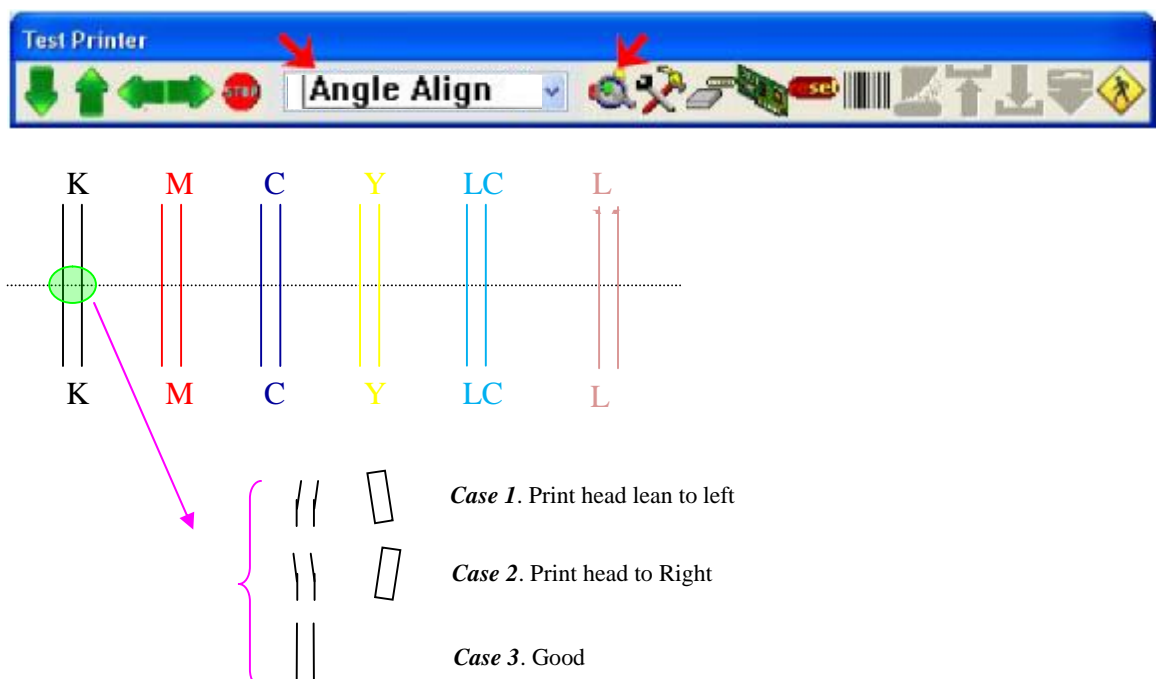 Test Printer
STOP
Angle Align
set
K M C Y LC L
K M C Y LC L
Case 1. Print head lean to left
Case 2. Print head to Right
Case 3. Good